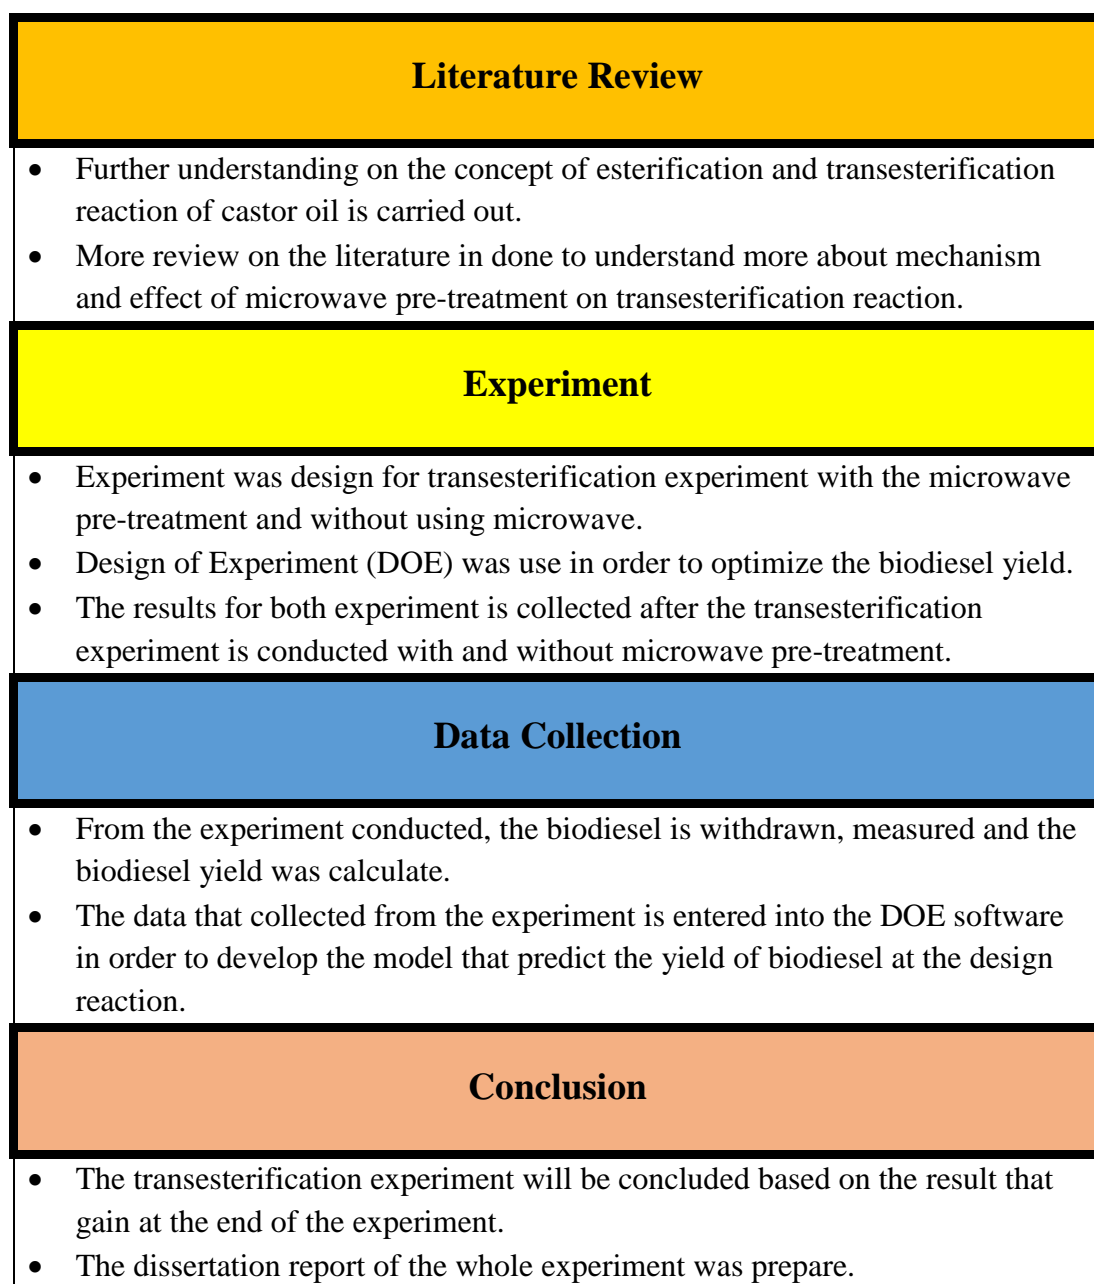 Literature Review
• Further understanding on the concept of esterification and transesterification
reaction of castor oil is carried out.
• More review on the literature in done to understand more about mechanism
and effect of microwave pre-treatment on transesterification reaction.
Experiment
• Experiment was design for transesterification experiment with the microwave
pre-treatment and without using microwave.
• Design of Experiment (DOE) was use in order to optimize the biodiesel yield.
• The results for both experiment is collected after the transesterification
experiment is conducted with and without microwave pre-treatment.
Data Collection
• From the experiment conducted, the biodiesel is withdrawn, measured and the
biodiesel yield was calculate.
• The data that collected from the experiment is entered into the DOE software
in order to develop the model that predict the yield of biodiesel at the design
reaction.
Conclusion
• The transesterification experiment will be concluded based on the result that
gain at the end of the experiment.
• The dissertation report of the whole experiment was prepare.